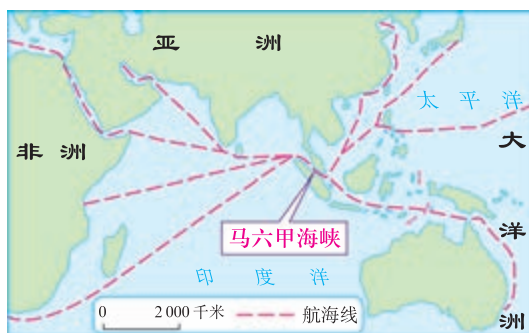 亚 洲
太 平 洋
非 洲
大
洋
洲
马六甲海峡
印 度 洋
0 2 000 千米 航海线